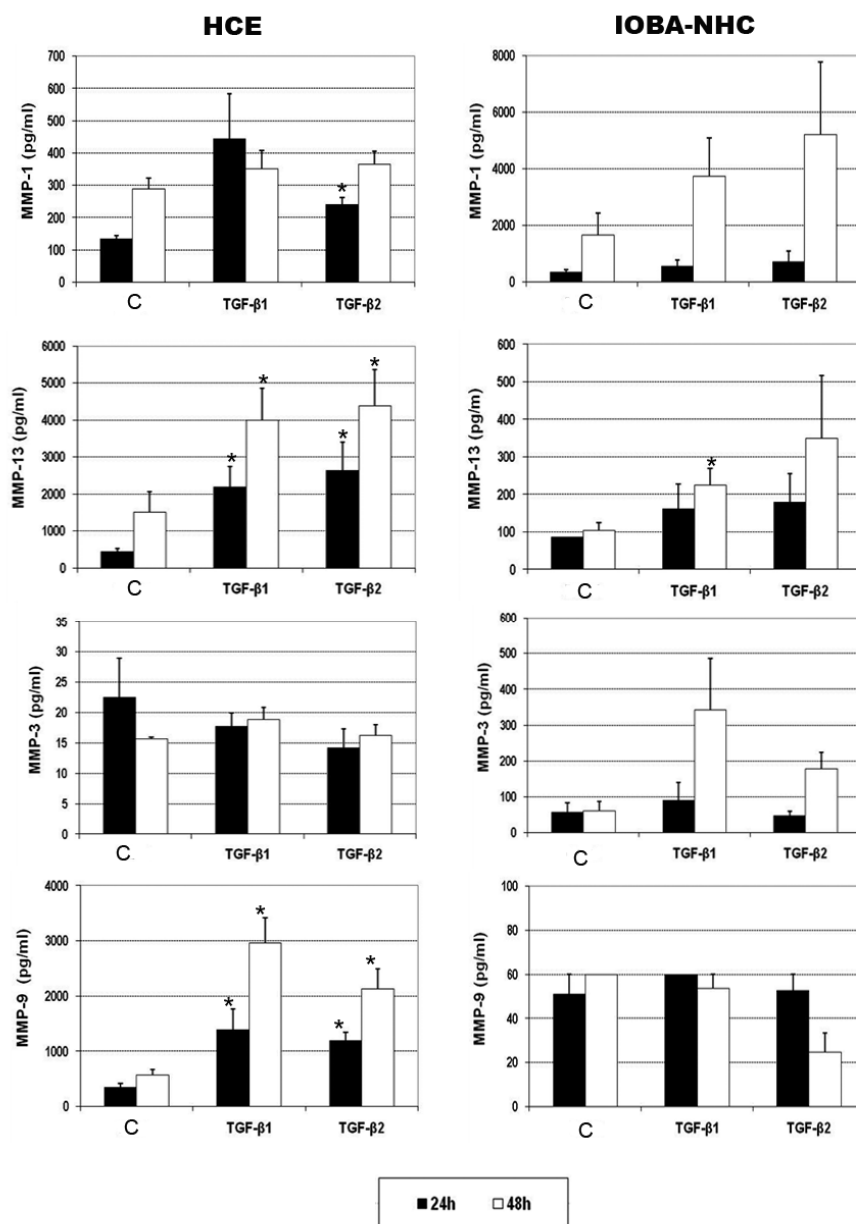 HCE
IOBA-NHC
MMP-1 (pg/ml)
700
600
500
400
300
200
100
0
*
C
TGF-β1
TGF-β2
MMP-1 (pg/ml)
8000
6000
4000
2000
0
C
TGF-β1
TGF-β2
MMP-13 (pg/ml)
6000
5000
4000
3000
2000
1000
0
* * * *
C
TGF-β1
TGF-β2
MMP-13 (pg/ml)
600
500
400
300
200
100
0
*
C
TGF-β1
TGF-β2
MMP-3 (pg/ml)
35
30
25
20
15
10
5
0
C
TGF-β1
TGF-β2
MMP-3 (pg/ml)
600
500
400
300
200
100
0
C
TGF-β1
TGF-β2
MMP-9 (pg/ml)
4000
3000
2000
1000
0
* * * *
C
TGF-β1
TGF-β2
MMP-9 (pg/ml)
100
80
60
40
20
0
C
TGF-β1
TGF-β2
24h 48h